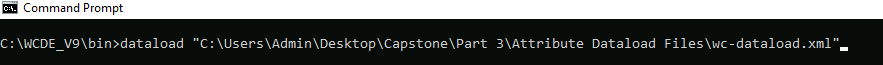 Command Prompt
C:\WCDE_V9\bin>dataload "C:\Users\Admin\Desktop\Capstone\Part 3\Attribute Dataload Files\wc-dataload.xml"